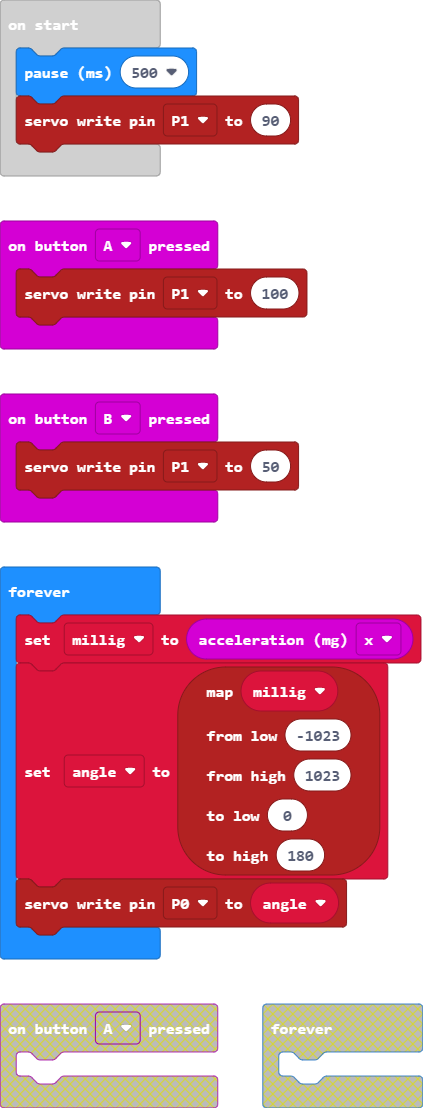 on start
pause (ms) 500
servo write pin P1 to 90
on button A pressed
servo write pin P1 to 100
on button B pressed
servo write pin P1 to 50
forever
set millig to acceleration (mg) x
map millig
from low -1023
set angle to from high 1023
to low 0
to high 180
servo write pin P0 to angle
on button A pressed
forever